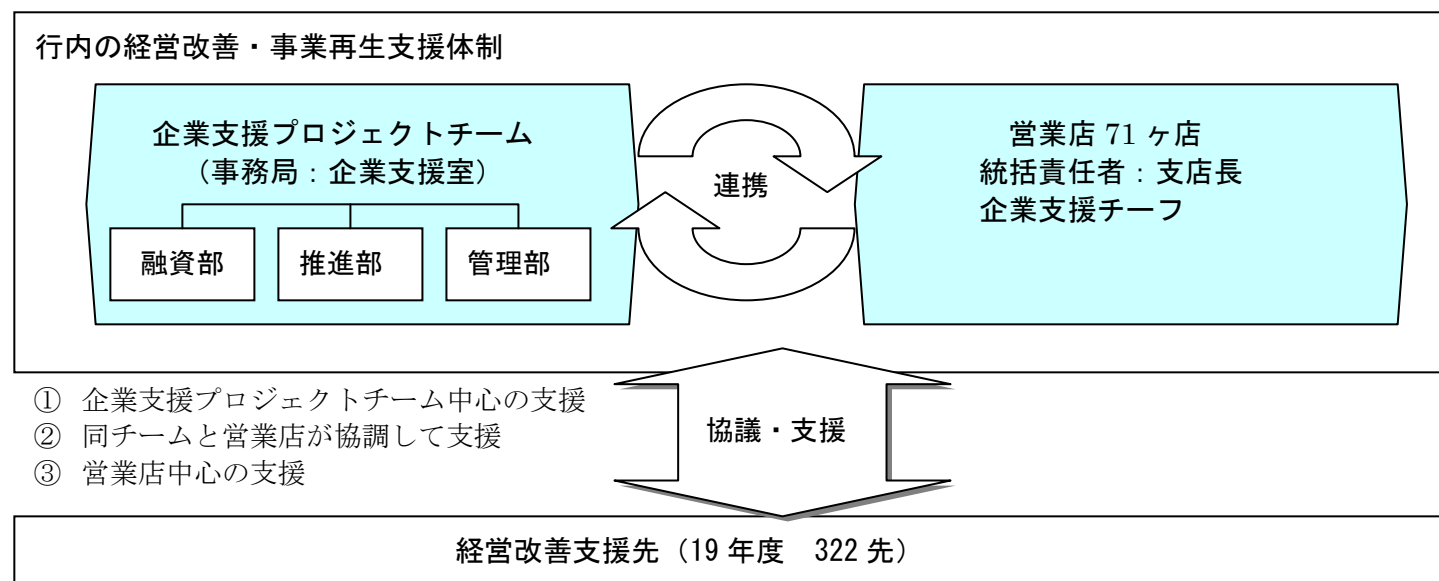 行内の経営改善・事業再生支援体制
企業支援プロジェクトチーム
（事務局：企業支援室）
融資部
推進部
管理部
連携
営業店 71 ヶ店
統括責任者：支店長
企業支援チーフ
① 企業支援プロジェクトチーム中心の支援
② 同チームと営業店が協調して支援
③ 営業店中心の支援
協議・支援
経営改善支援先（19 年度　322 先）